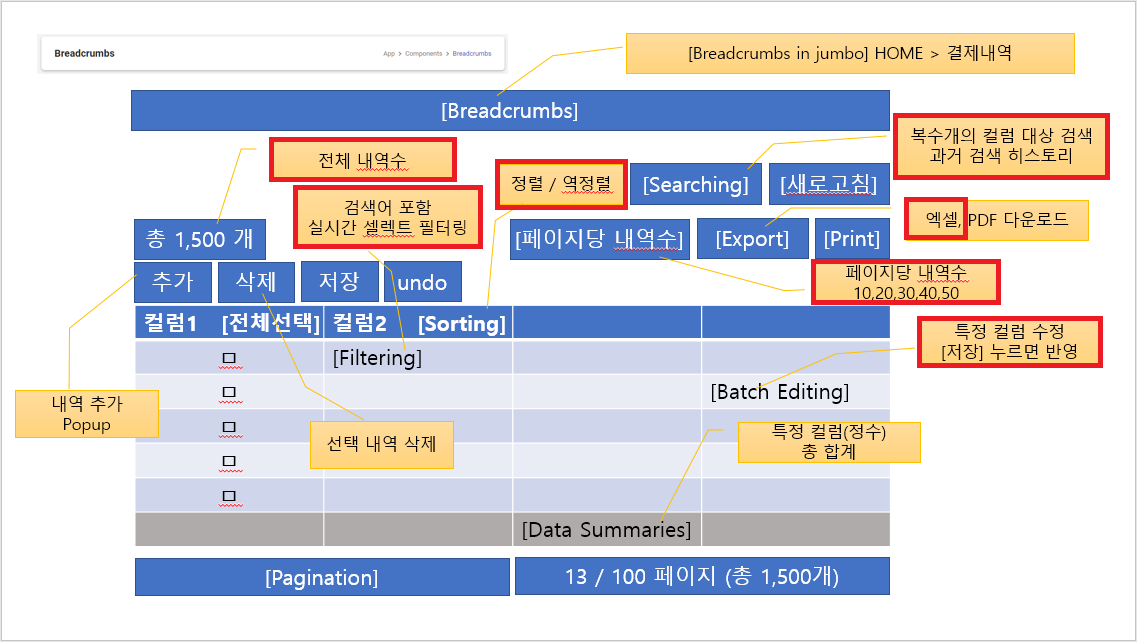 Breadcrumbs
App > Components > Breadcrumbs
[Breadcrumbs in jumbo] HOME > 결제내역
[Breadcrumbs]
전체 내역수
복수개의 컬럼 대상 검색
과거 검색 히스토리
정렬 / 역정렬
[Searching]
[새로고침]
검색어 포함
실시간 셀렉트 필터링
엑셀, PDF 다운로드
총 1,500 개
[페이지당 내역수]
[Export]
[Print]
페이지당 내역수
10,20,30,40,50
추가
삭제
저장
undo
컬럼1 [전체선택]
컬럼2 [Sorting]
특정 컬럼 수정
[저장] 누르면 반영
ㅁ
[Filtering]
ㅁ
[Batch Editing]
내역 추가
Popup
ㅁ
선택 내역 삭제
특정 컬럼(정수)
총 합계
ㅁ
ㅁ
[Data Summaries]
[Pagination]
13 / 100 페이지 (총 1,500개)